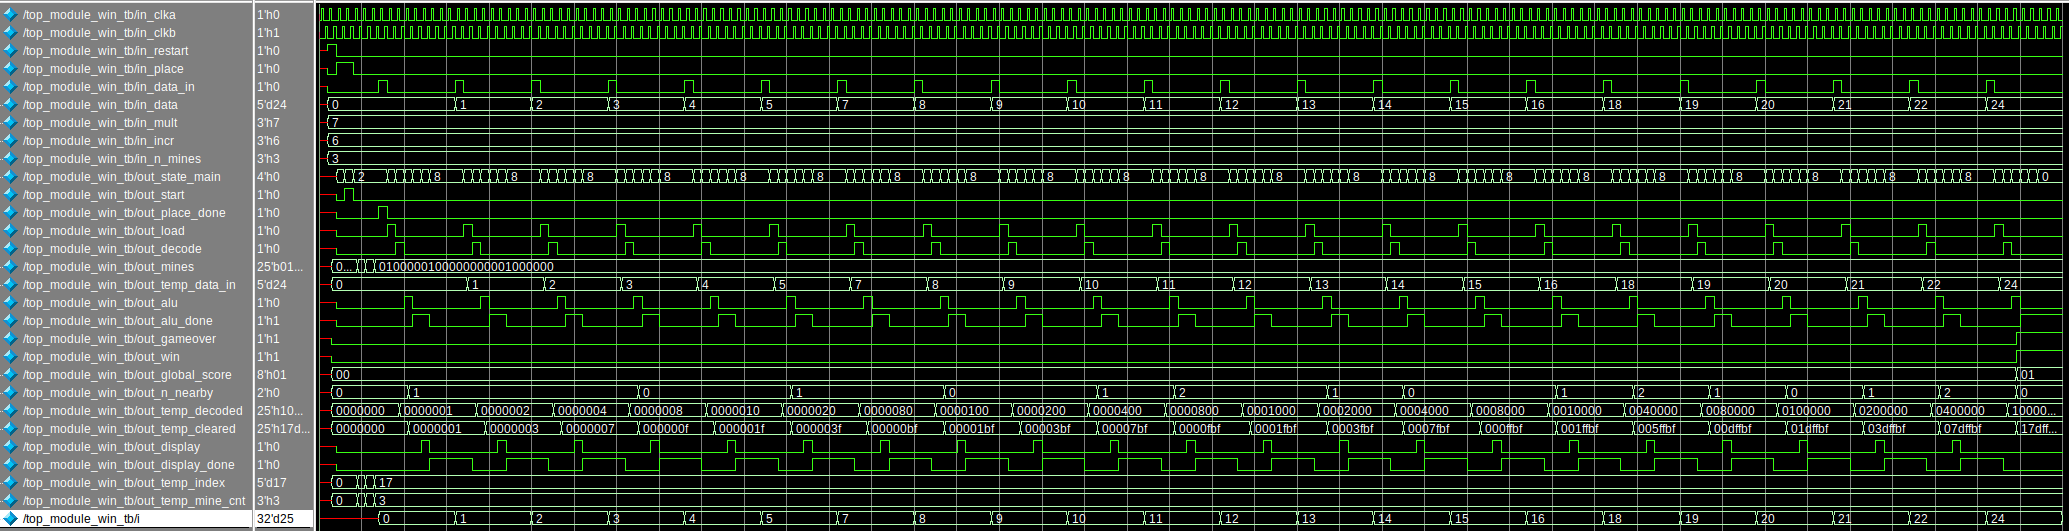 /top_module_win_tb/in_clka 1'h0
/top_module_win_tb/in_clkb 1'h1
/top_module_win_tb/in_restart 1'h0
/top_module_win_tb/in_place 1'h0
/top_module_win_tb/in_data_in 1'h0
/top_module_win_tb/in_data 5'd24 0 1 2 3 4 5 7 8 9 10 11 12 13 14 15 16 18 19 20 21 22 24
/top_module_win_tb/in_mult 3'h7 7
/top_module_win_tb/in_incr 3'h6 6
/top_module_win_tb/in_n_mines 3'h3 3
/top_module_win_tb/out_state_main 4'h0 2 8 8 8 8 8 8 8 8 8 8 8 8 8 8 8 8 8 8 8 8 8 0
/top_module_win_tb/out_start 1'h0
/top_module_win_tb/out_place_done 1'h0
/top_module_win_tb/out_load 1'h0
/top_module_win_tb/out_decode 1'h0
/top_module_win_tb/out_mines 25'b01... 0... 0100000100000000001000000
/top_module_win_tb/out_temp_data_in 5'd24 0 1 2 3 4 5 7 8 9 10 11 12 13 14 15 16 18 19 20 21 22 24
/top_module_win_tb/out_alu 1'h0
/top_module_win_tb/out_alu_done 1'h1
/top_module_win_tb/out_gameover 1'h1
/top_module_win_tb/out_win 1'h1
/top_module_win_tb/out_global_score 8'h01 00 01
/top_module_win_tb/out_n_nearby 2'h0 0 1 0 1 0 1 2 1 0 1 2 1 0 1 2 0
/top_module_win_tb/out_temp_decoded 25'h10... 0000000 0000001 0000002 0000004 0000008 0000010 0000020 0000080 0000100 0000200 0000400 0000800 0001000 0002000 0004000 0008000 0010000 0040000 0080000 0100000 0200000 0400000 10000...
/top_module_win_tb/out_temp_cleared 25'h17d... 0000000 0000001 0000003 0000007 000000f 000001f 000003f 00000bf 00001bf 00003bf 00007bf 0000fbf 0001fbf 0003fbf 0007fbf 000ffbf 001ffbf 005ffbf 00dffbf 01dffbf 03dffbf 07dffbf 17dff...
/top_module_win_tb/out_display 1'h0
/top_module_win_tb/out_display_done 1'h0
/top_module_win_tb/out_temp_index 5'd17 0 17
/top_module_win_tb/out_temp_mine_cnt 3'h3 0 3
/top_module_win_tb/i 32'd25 0 1 2 3 4 5 7 8 9 10 11 12 13 14 15 16 18 19 20 21 22 24